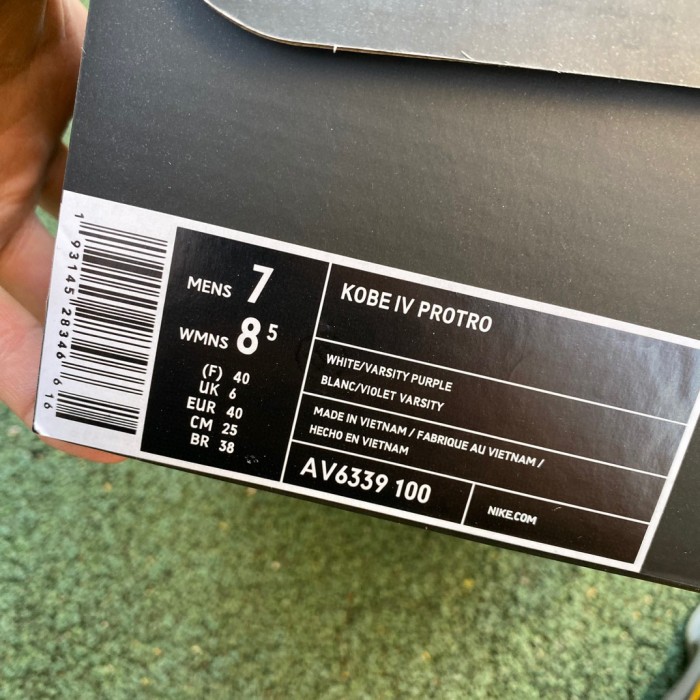 1 93145 28346 6 16
MENS 7
WMNS 8 5
(F) 40
UK 6
EUR 40
CM 25
BR 38
KOBE IV PROTRO
WHITE/VARSITY PURPLE
BLANC/VIOLET VARSITY
MADE IN VIETNAM / FABRIQUE AU VIETNAM /
HECHO EN VIETNAM
AV6339 100
NIKE.COM